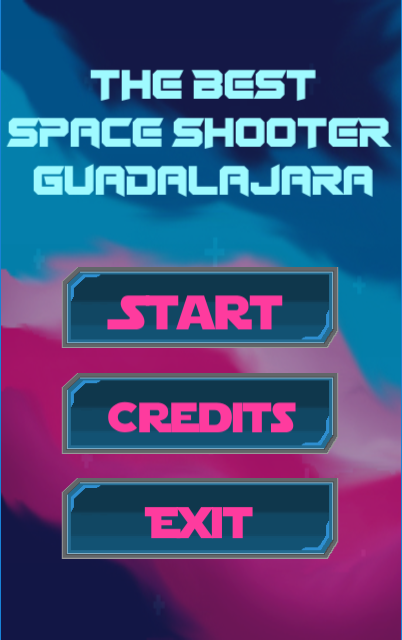 THE BEST
SPACE SHOOTER
GUADALAJARA
START
CREDITS
EXIT